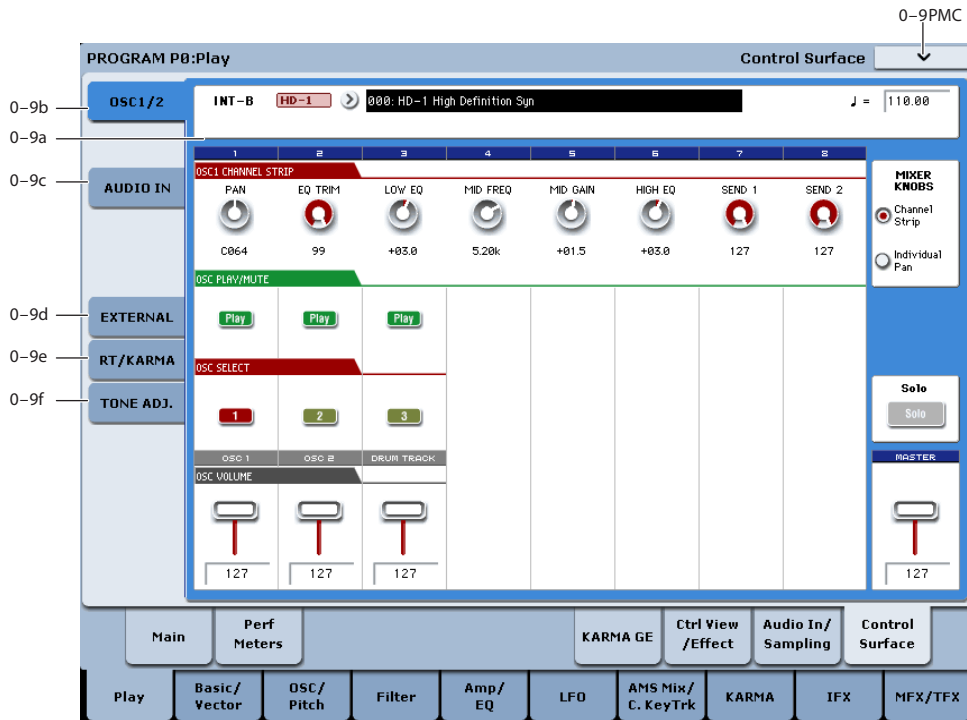 0–9PMC
PROGRAM P0:Play Control Surface
0–9b
OSC1/2
INT-B HD-1 000: HD-1 High Definition Syn ♩ = 110.00
0–9a
1 2 3 4 5 6 7 8
OSC1 CHANNEL STRIP
0–9c
AUDIO IN
PAN EQ TRIM LOW EQ MID FREQ MID GAIN HIGH EQ SEND 1 SEND 2
C064 99 +03.0 5.20k +01.5 +03.0 127 127
MIXER
KNOBS
Channel
Strip
Individual
Pan
OSC PLAY/MUTE
0–9d
EXTERNAL
Play Play Play
0–9e
RT/KARMA
OSC SELECT
0–9f
TONE ADJ.
1 2 3
Solo
Solo
OSC 1 OSC 2 DRUM TRACK
MASTER
OSC VOLUME
127 127 127 127
Main
Perf
Meters
KARMA GE
Ctrl View
/Effect
Audio In/
Sampling
Control
Surface
Play
Basic/
Vector
OSC/
Pitch
Filter
Amp/
EQ
LFO
AMS Mix/
C. KeyTrk
KARMA
IFX
MFX/TFX